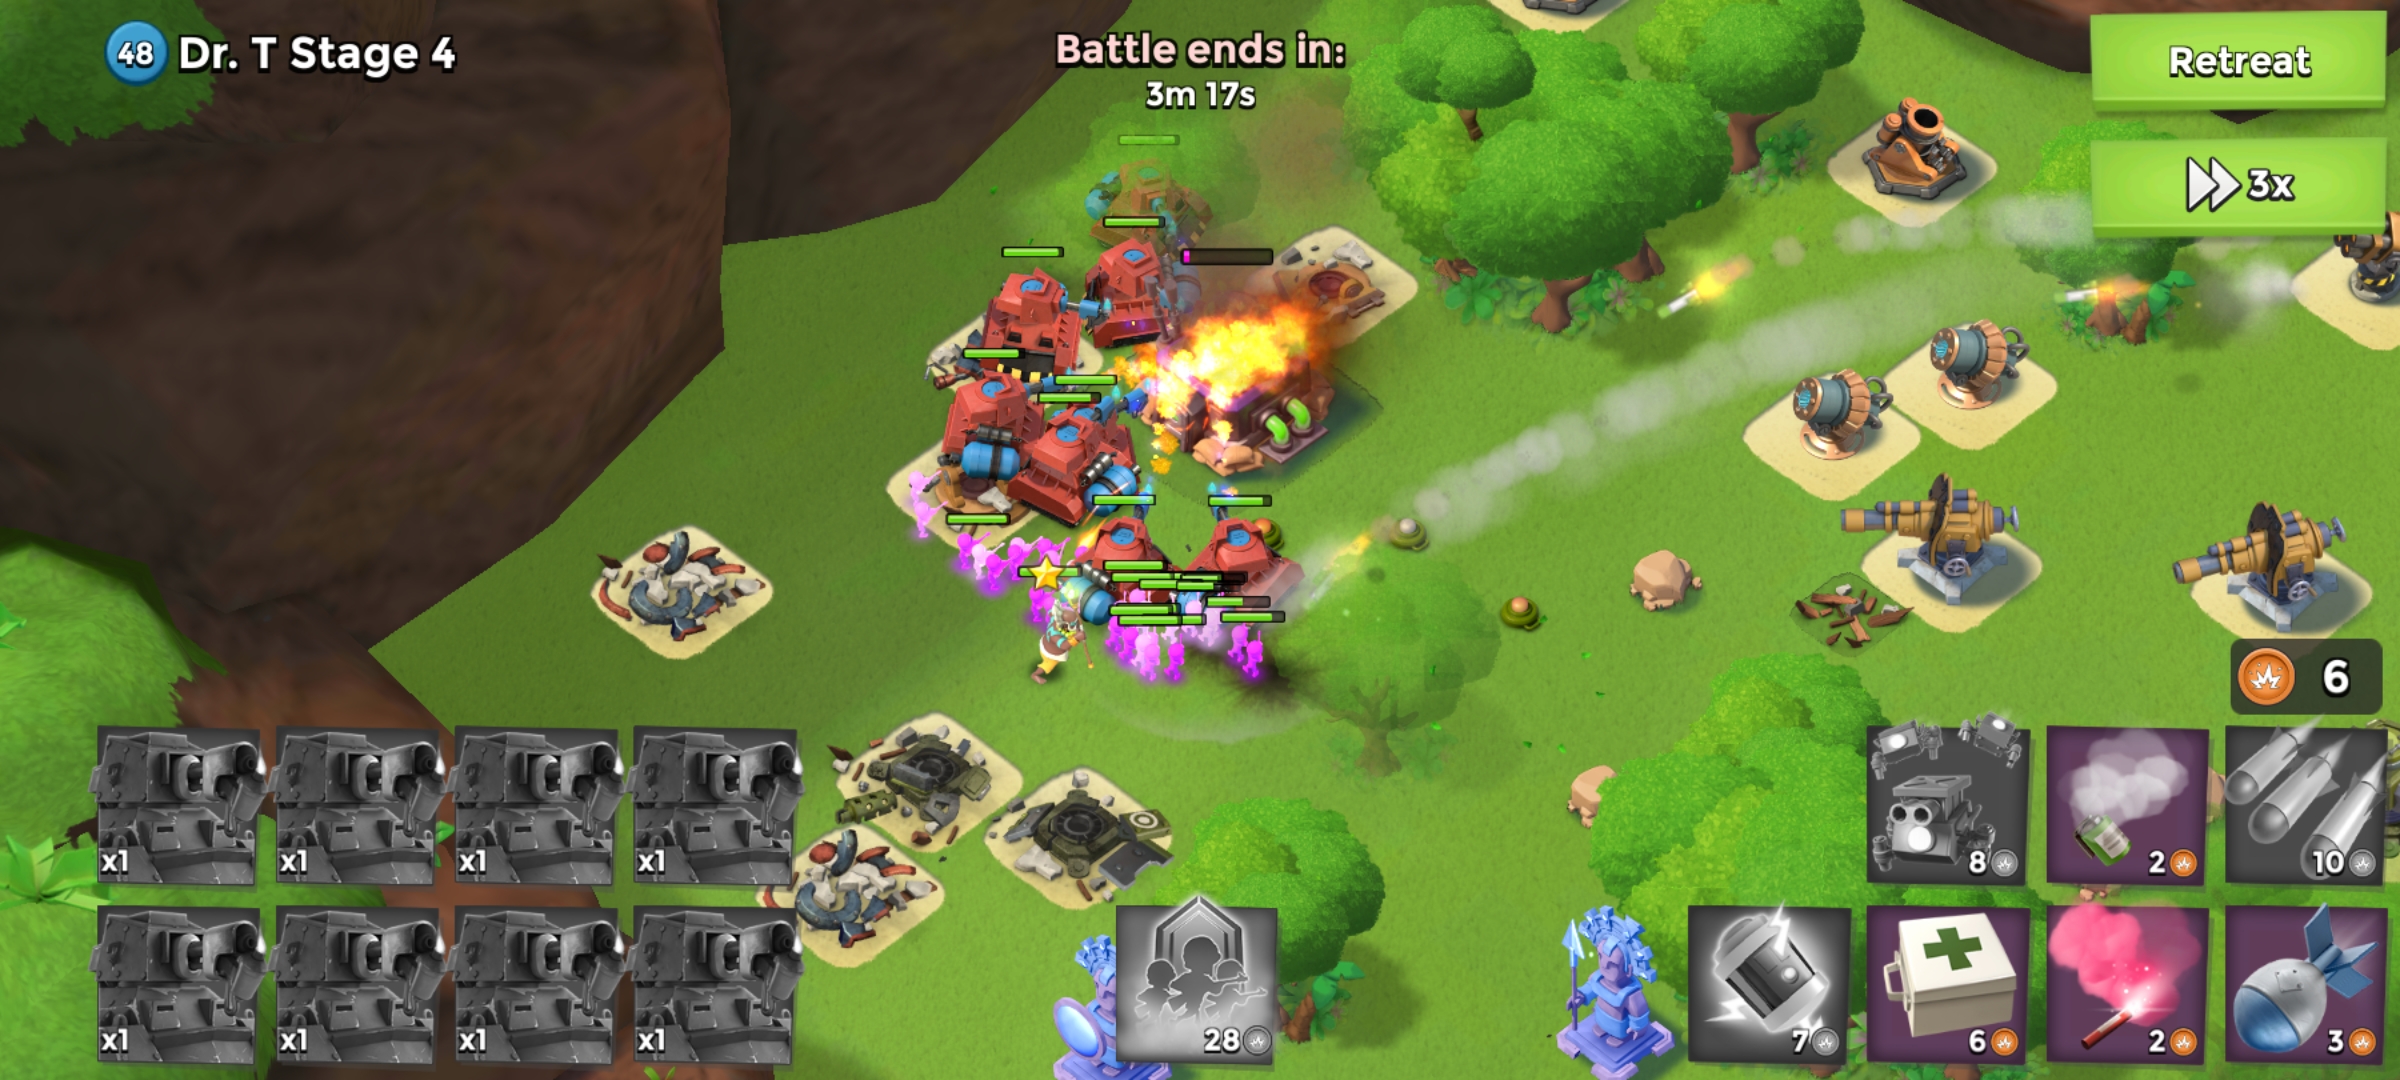 48 Dr. T Stage 4
Battle ends in:
3m 17s
Retreat
3x
6
x1 x1 x1 x1
8 2 10
x1 x1 x1 x1
28 7 6 2 3